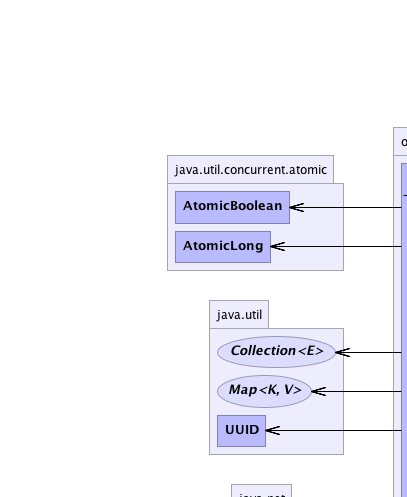 java.util.concurrent.atomic
AtomicBoolean
AtomicLong
java.util
Collection<E>
Map<K, V>
UUID